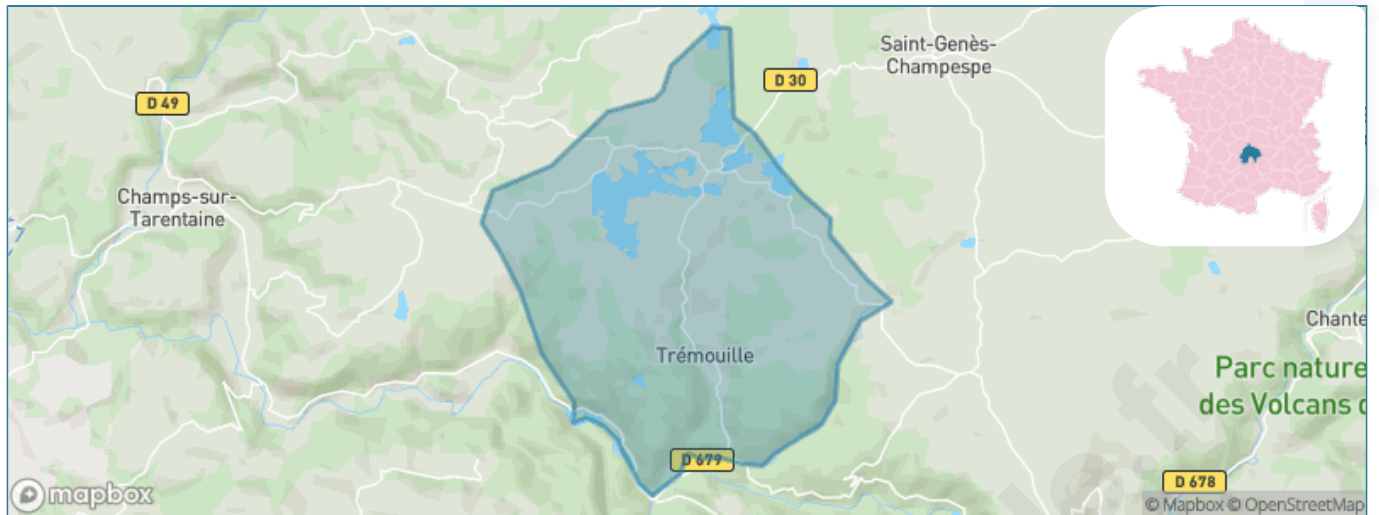 Saint-Genès-
Champespe
D 30
D 49
Champs-sur-
Tarentaine
Chante
Trémouille
Parc nature
des Volcans d
D 679
D 678
mapbox
© Mapbox © OpenStreetMap